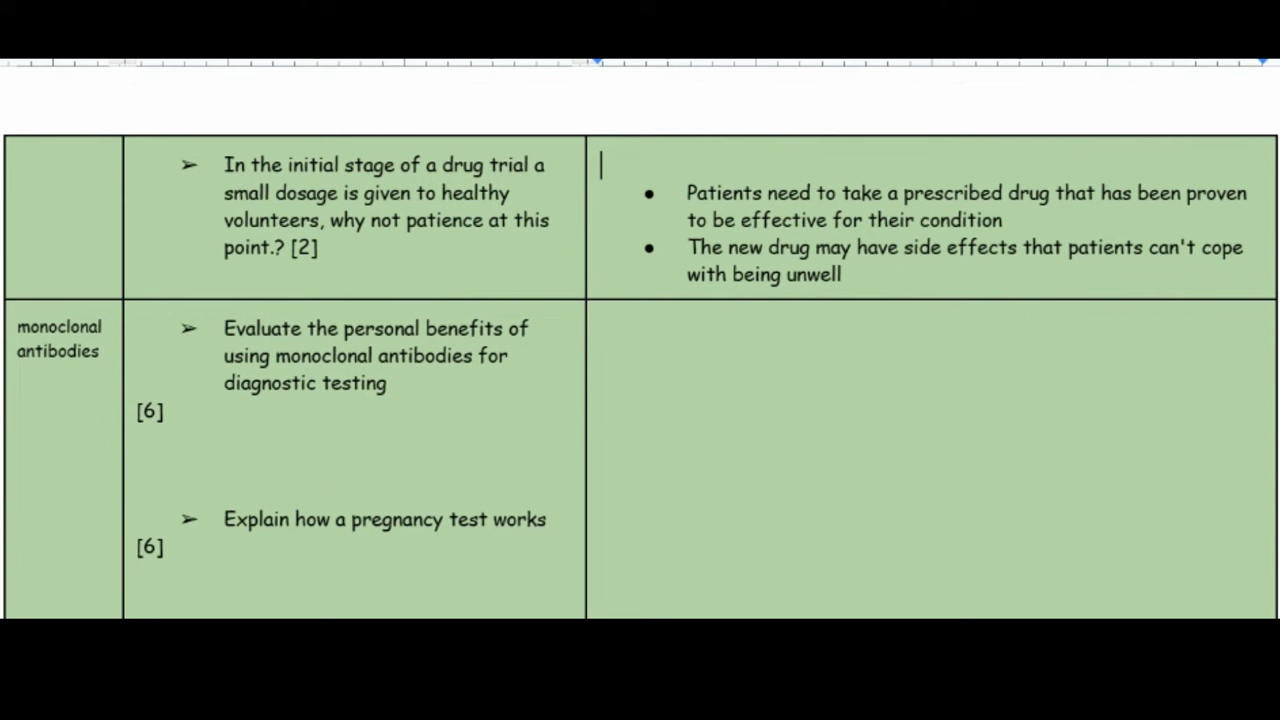 ➢ In the initial stage of a drug trial a
small dosage is given to healthy
volunteers, why not patience at this
point.? [2]
• Patients need to take a prescribed drug that has been proven
to be effective for their condition
• The new drug may have side effects that patients can't cope
with being unwell
monoclonal
antibodies
➢ Evaluate the personal benefits of
using monoclonal antibodies for
diagnostic testing
[6]
➢ Explain how a pregnancy test works
[6]